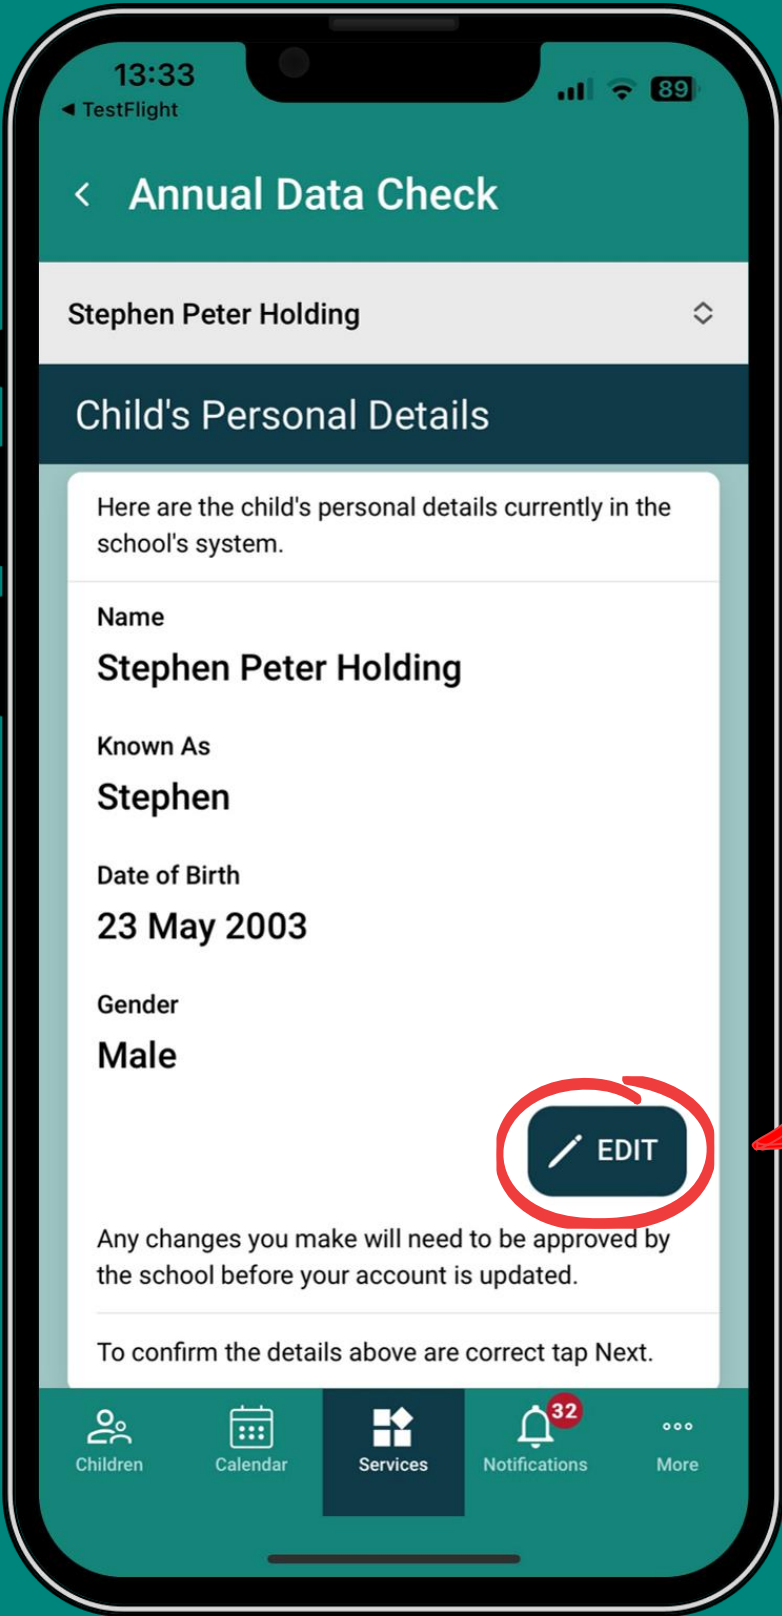 13:33
89
TestFlight
Annual Data Check
Stephen Peter Holding
Child's Personal Details
Here are the child's personal details currently in the
school's system.
Name
Stephen Peter Holding
Known As
Stephen
Date of Birth
23 May 2003
Gender
Male
EDIT
Any changes you make will need to be approved by
the school before your account is updated.
To confirm the details above are correct tap Next.
32
Children Calendar Services Notifications More